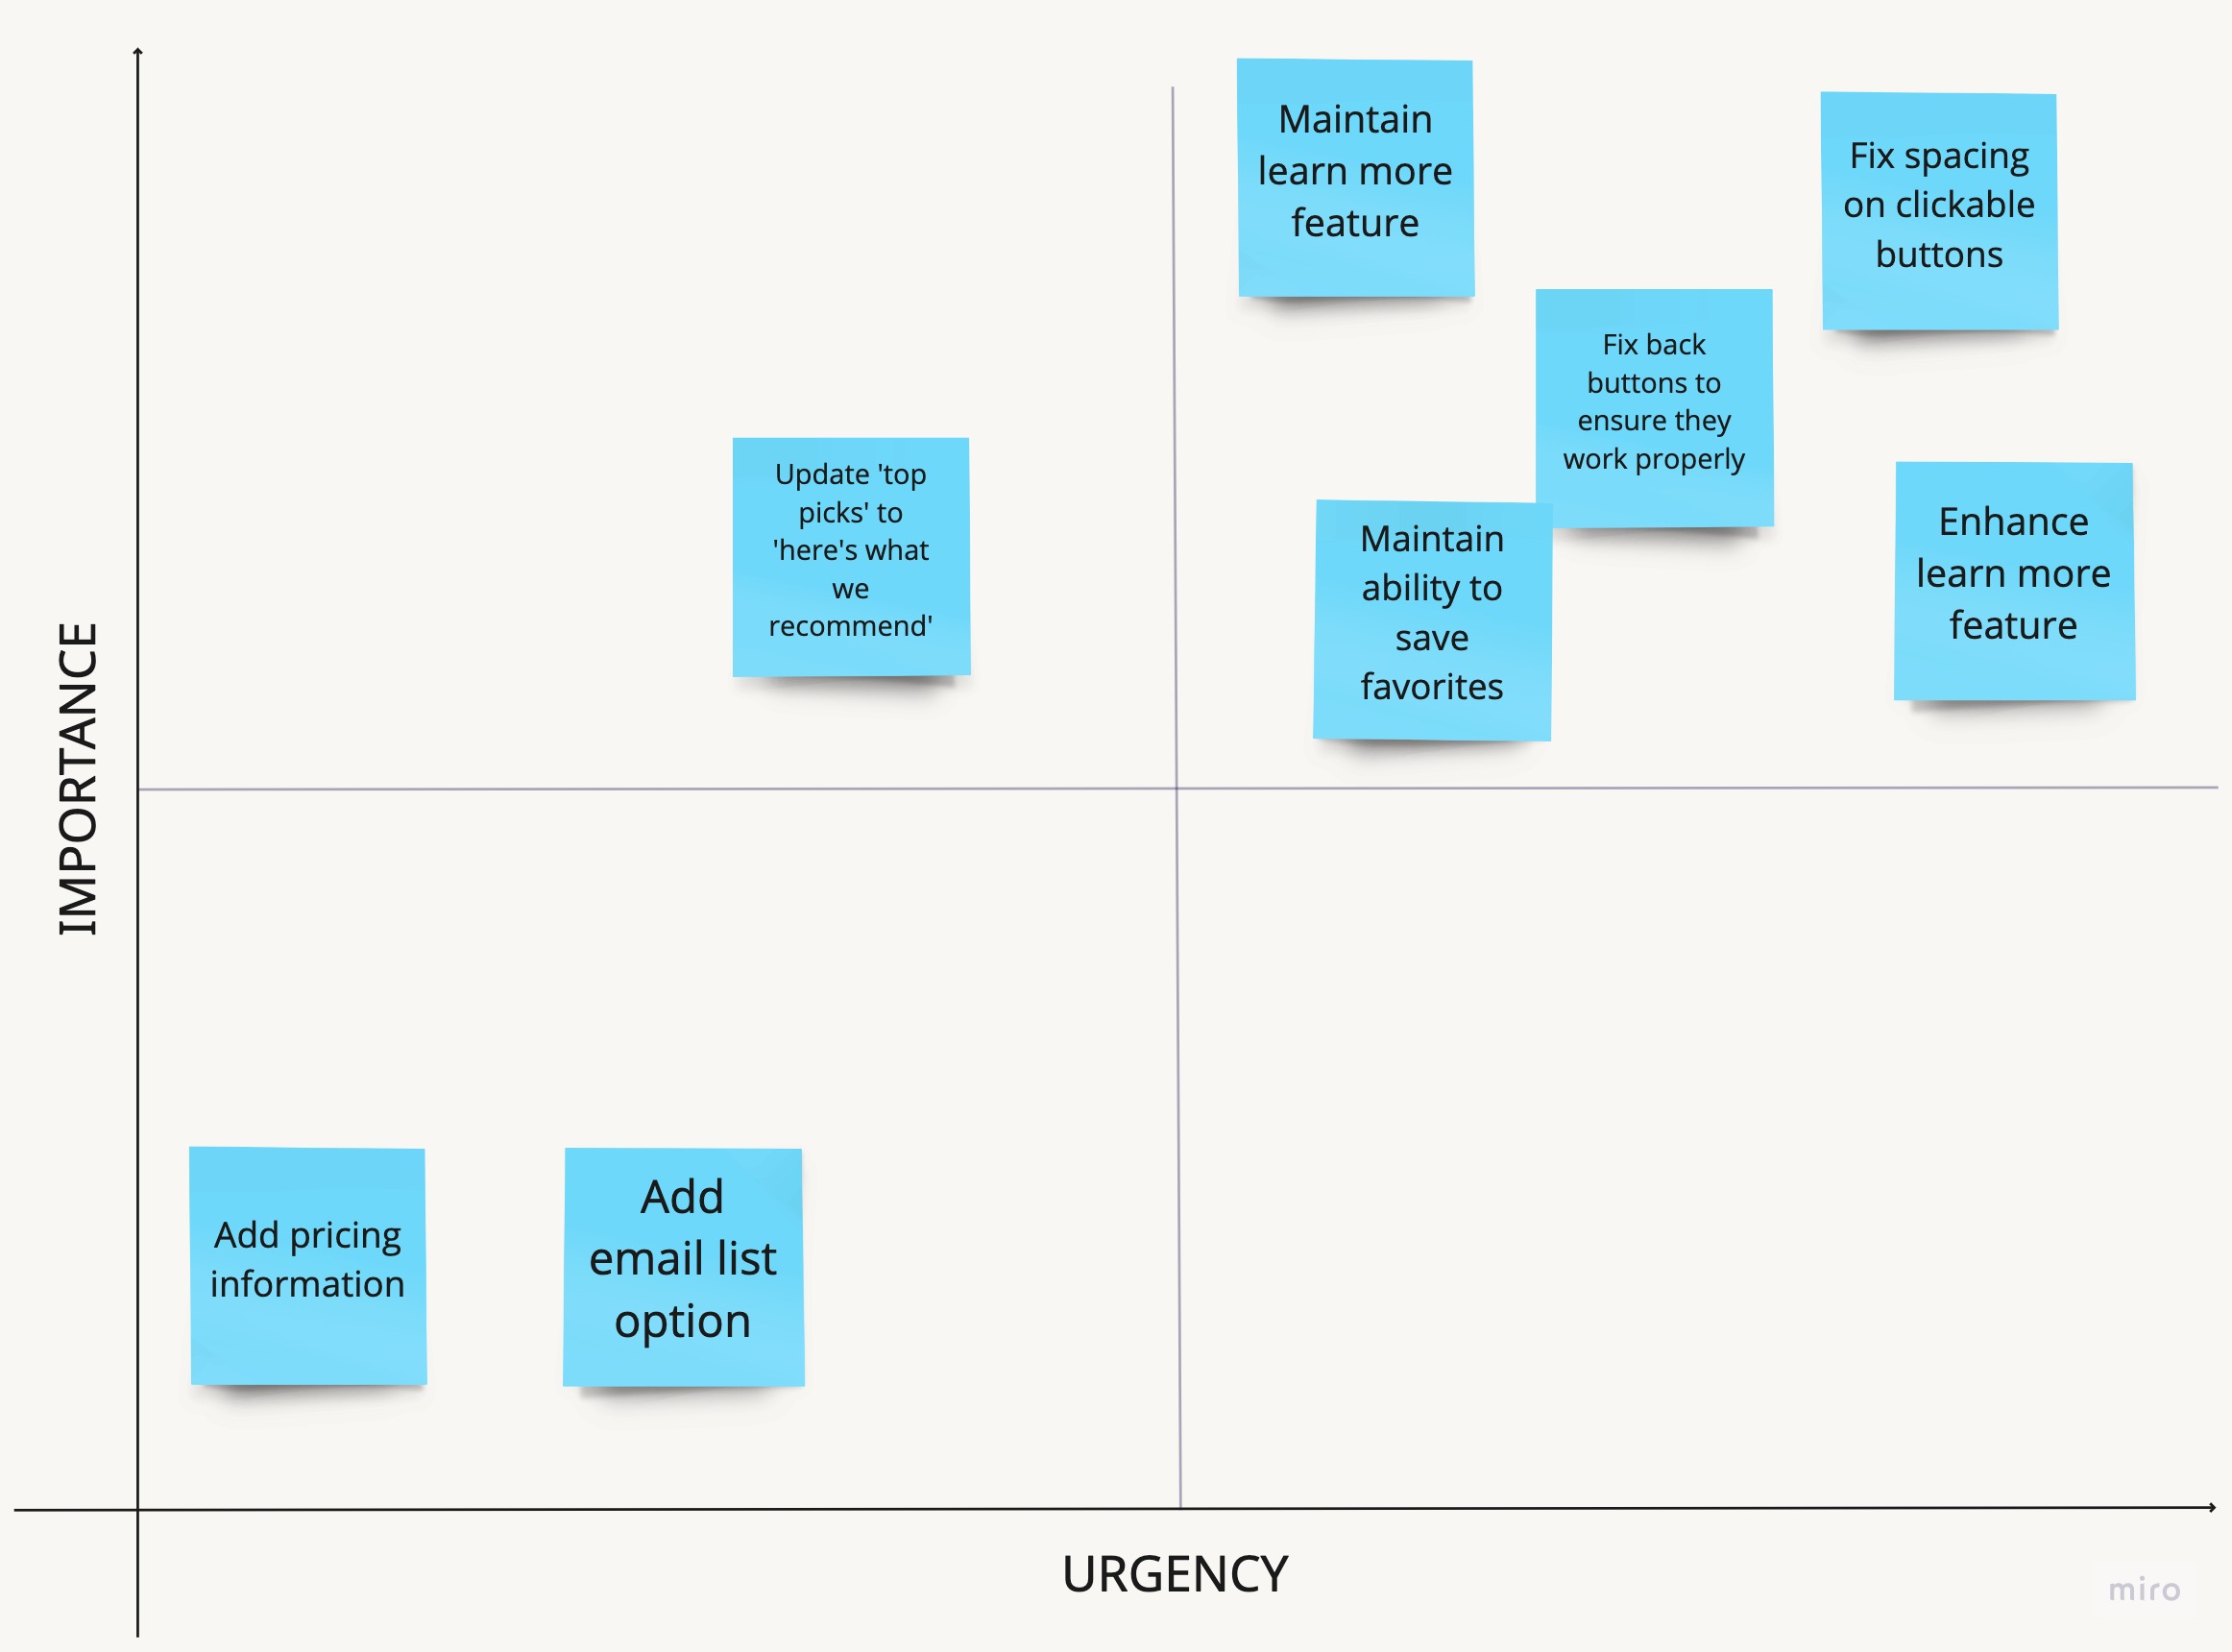 Maintain
learn more
feature
Fix spacing
on clickable
buttons
Fix back
buttons to
ensure they
work properly
Update 'top
picks' to
'here's what
we
recommend'
Maintain
ability to
save
favorites
Enhance
learn more
feature
IMPORTANCE
Add pricing
information
Add
email list
option
URGENCY
miro